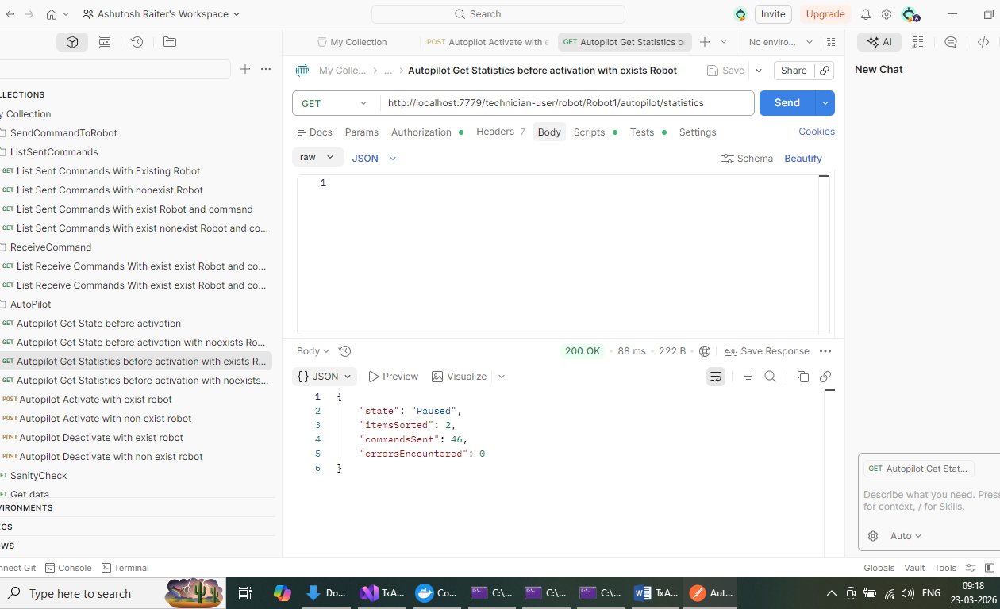 Ashutosh Raiter's Workspace
Search
Invite
Upgrade
My Collection
POST Autopilot Activate with e
GET Autopilot Get Statistics b
No enviro...
AI
HTTP My Colle... > ... > Autopilot Get Statistics before activation with exists Robot
Save
Share
New Chat
LLECTIONS
y Collection
SendCommandToRobot
ListSentCommands
GET List Sent Commands With Existing Robot
GET List Sent Commands With nonexist Robot
GET List Sent Commands With exist Robot and command
GET List Sent Commands With exist nonexist Robot and co...
ReceiveCommand
GET List Receive Commands With exist exist Robot and co...
GET List Receive Commands With exist exist Robot and co...
AutoPilot
GET Autopilot Get State before activation
GET Autopilot Get State before activation with noexists Ro...
GET Autopilot Get Statistics before activation with exists R...
GET Autopilot Get Statistics before activation with noexists...
POST Autopilot Activate with exist robot
POST Autopilot Activate with non exist robot
POST Autopilot Deactivate with exist robot
POST Autopilot Deactivate with non exist robot
ET SanityCheck
ET Get data
VIRONMENTS
ECS
OWS
GET
http://localhost:7779/technician-user/robot/Robot1/autopilot/statistics
Send
Docs Params Authorization Headers 7 Body Scripts Tests Settings
Cookies
raw
JSON
Schema
Beautify
1
Body
200 OK
88 ms
222 B
e.g. Save Response
{} JSON
Preview
Visualize
1 {
2 "state": "Paused",
3 "itemsSorted": 2,
4 "commandsSent": 46,
5 "errorsEncountered": 0
6 }
GET Autopilot Get Stat...
Describe what you need. Press
for context, / for Skills.
Auto
nnect Git
Console
Terminal
Globals
Vault
Tools
Type here to search
Do...
TxA...
Co...
C:\...
C:\...
C:\...
TxA...
Aut...
ENG
09:18
23-03-2026